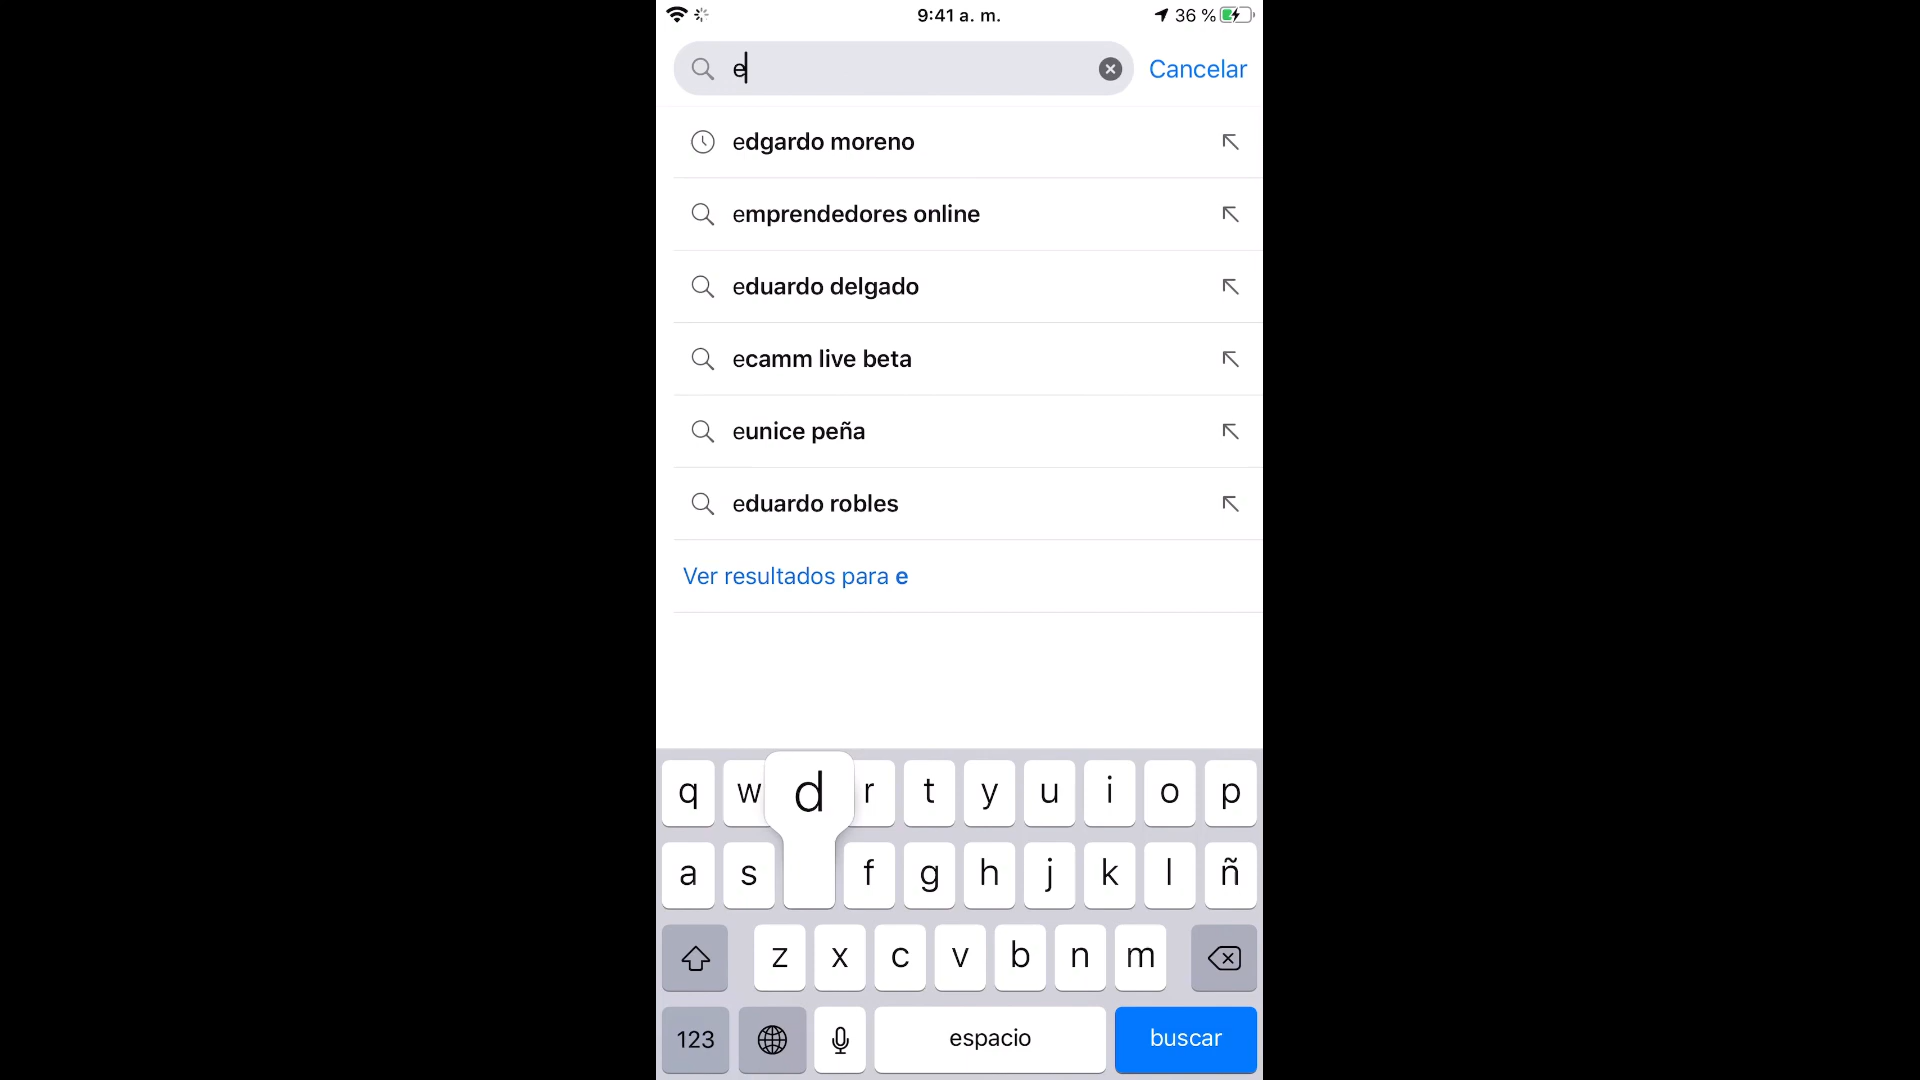 9:41 a. m.
36 %
e
Cancelar
edgardo moreno
emprendedores online
eduardo delgado
ecamm live beta
eunice peña
eduardo robles
Ver resultados para e
q w d r t y u i o p
a s f g h j k l ñ
z x c v b n m
123 espacio buscar